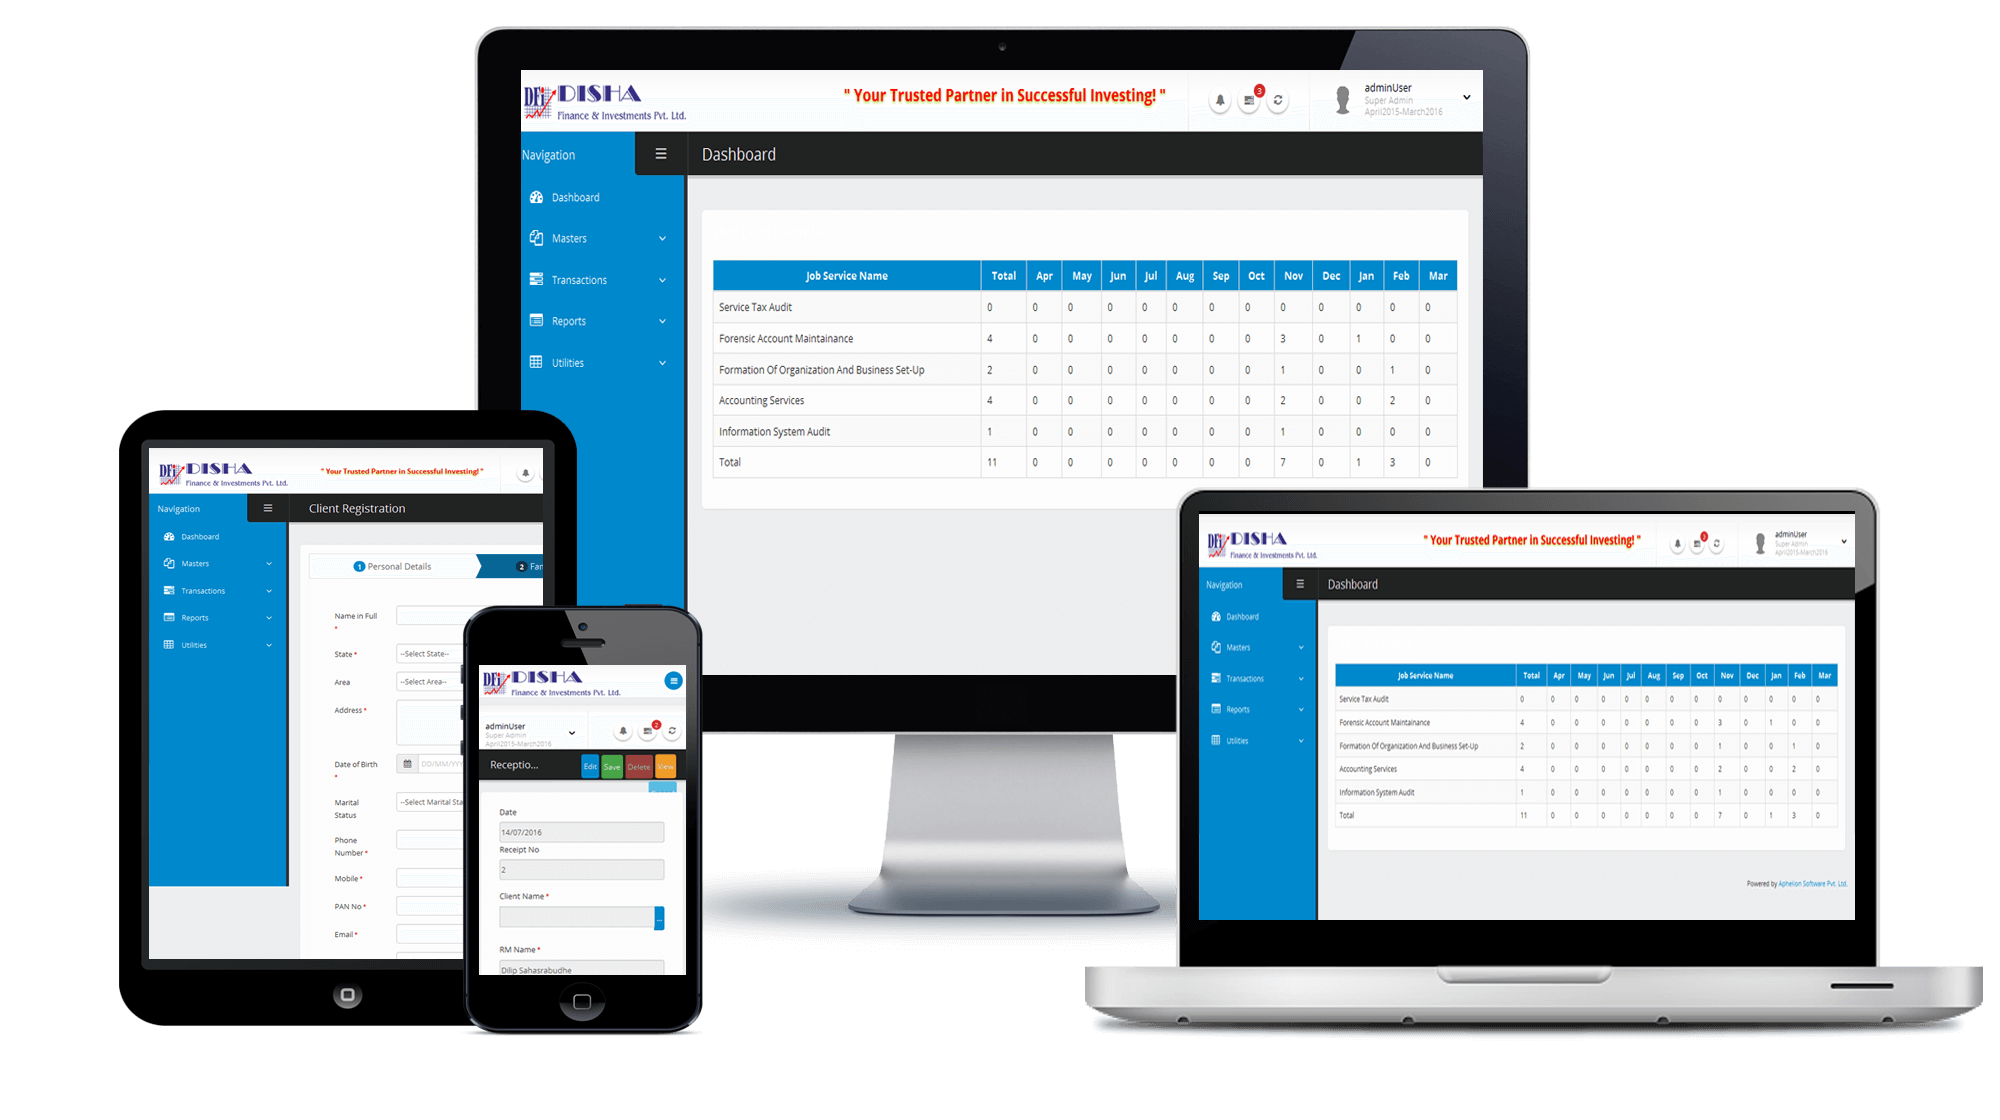 DFi DISHA
Finance & Investments Pvt. Ltd.
" Your Trusted Partner in Successful Investing! "
3
adminUser
Super Admin
April2015-March2016
Navigation
Dashboard
Dashboard
Masters
Transactions
Reports
Utilities
Job Service Name Total Apr May Jun Jul Aug Sep Oct Nov Dec Jan Feb Mar
Service Tax Audit 0 0 0 0 0 0 0 0 0 0 0 0 0
Forensic Account Maintainance 4 0 0 0 0 0 0 0 3 0 1 0 0
Formation Of Organization And Business Set-Up 2 0 0 0 0 0 0 0 1 0 0 1 0
Accounting Services 4 0 0 0 0 0 0 0 2 0 0 2 0
Information System Audit 1 0 0 0 0 0 0 0 1 0 0 0 0
Total 11 0 0 0 0 0 0 0 7 0 1 3 0
DFi DISHA
Finance & Investments Pvt. Ltd.
" Your Trusted Partner in Successful Investing! "
Navigation
Client Registration
Dashboard
Masters
Transactions
Reports
Utilities
1 Personal Details
2 Fan
Name in Full
*
State *
--Select State--
Area
--Select Area--
Address *
Date of Birth
*
DD/MM/YYY
Marital
Status
--Select Marital Sta
Phone
Number *
Mobile *
PAN No *
Email *
DFi DISHA
Finance & Investments Pvt. Ltd.
adminUser
Super Admin
April2015-March2016
2
Receptio...
Edit Save Delete View
Date
14/07/2016
Receipt No
2
Client Name *
...
RM Name *
Dilip Sahasrabudhe
DFi DISHA
Finance & Investments Pvt. Ltd.
" Your Trusted Partner in Successful Investing! "
3
adminUser
Super Admin
April2015-March2016
Navigation
Dashboard
Dashboard
Masters
Transactions
Reports
Utilities
Job Service Name Total Apr May Jun Jul Aug Sep Oct Nov Dec Jan Feb Mar
Service Tax Audit 0 0 0 0 0 0 0 0 0 0 0 0 0
Forensic Account Maintainance 4 0 0 0 0 0 0 0 3 0 1 0 0
Formation Of Organization And Business Set-Up 2 0 0 0 0 0 0 0 1 0 0 1 0
Accounting Services 4 0 0 0 0 0 0 0 2 0 0 2 0
Information System Audit 1 0 0 0 0 0 0 0 1 0 0 0 0
Total 11 0 0 0 0 0 0 0 7 0 1 3 0
Powered by Aphelion Software Pvt. Ltd.